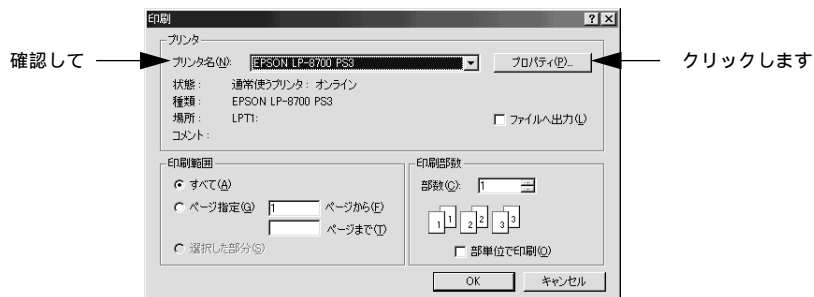 印刷
プリンタ
確認して
プリンタ名(N): EPSON LP-8700 PS3 プロパティ(P)...
クリックします
状態: 通常使うプリンタ: オンライン
種類: EPSON LP-8700 PS3
場所: LPT1: ファイルへ出力(L)
コメント:
印刷範囲
すべて(A)
ページ指定(G) 1 ページから(F)
ページまで(T)
選択した部分(S)
印刷部数
部数(C): 1
1 1 2 2 3 3
部単位で印刷(O)
OK キャンセル